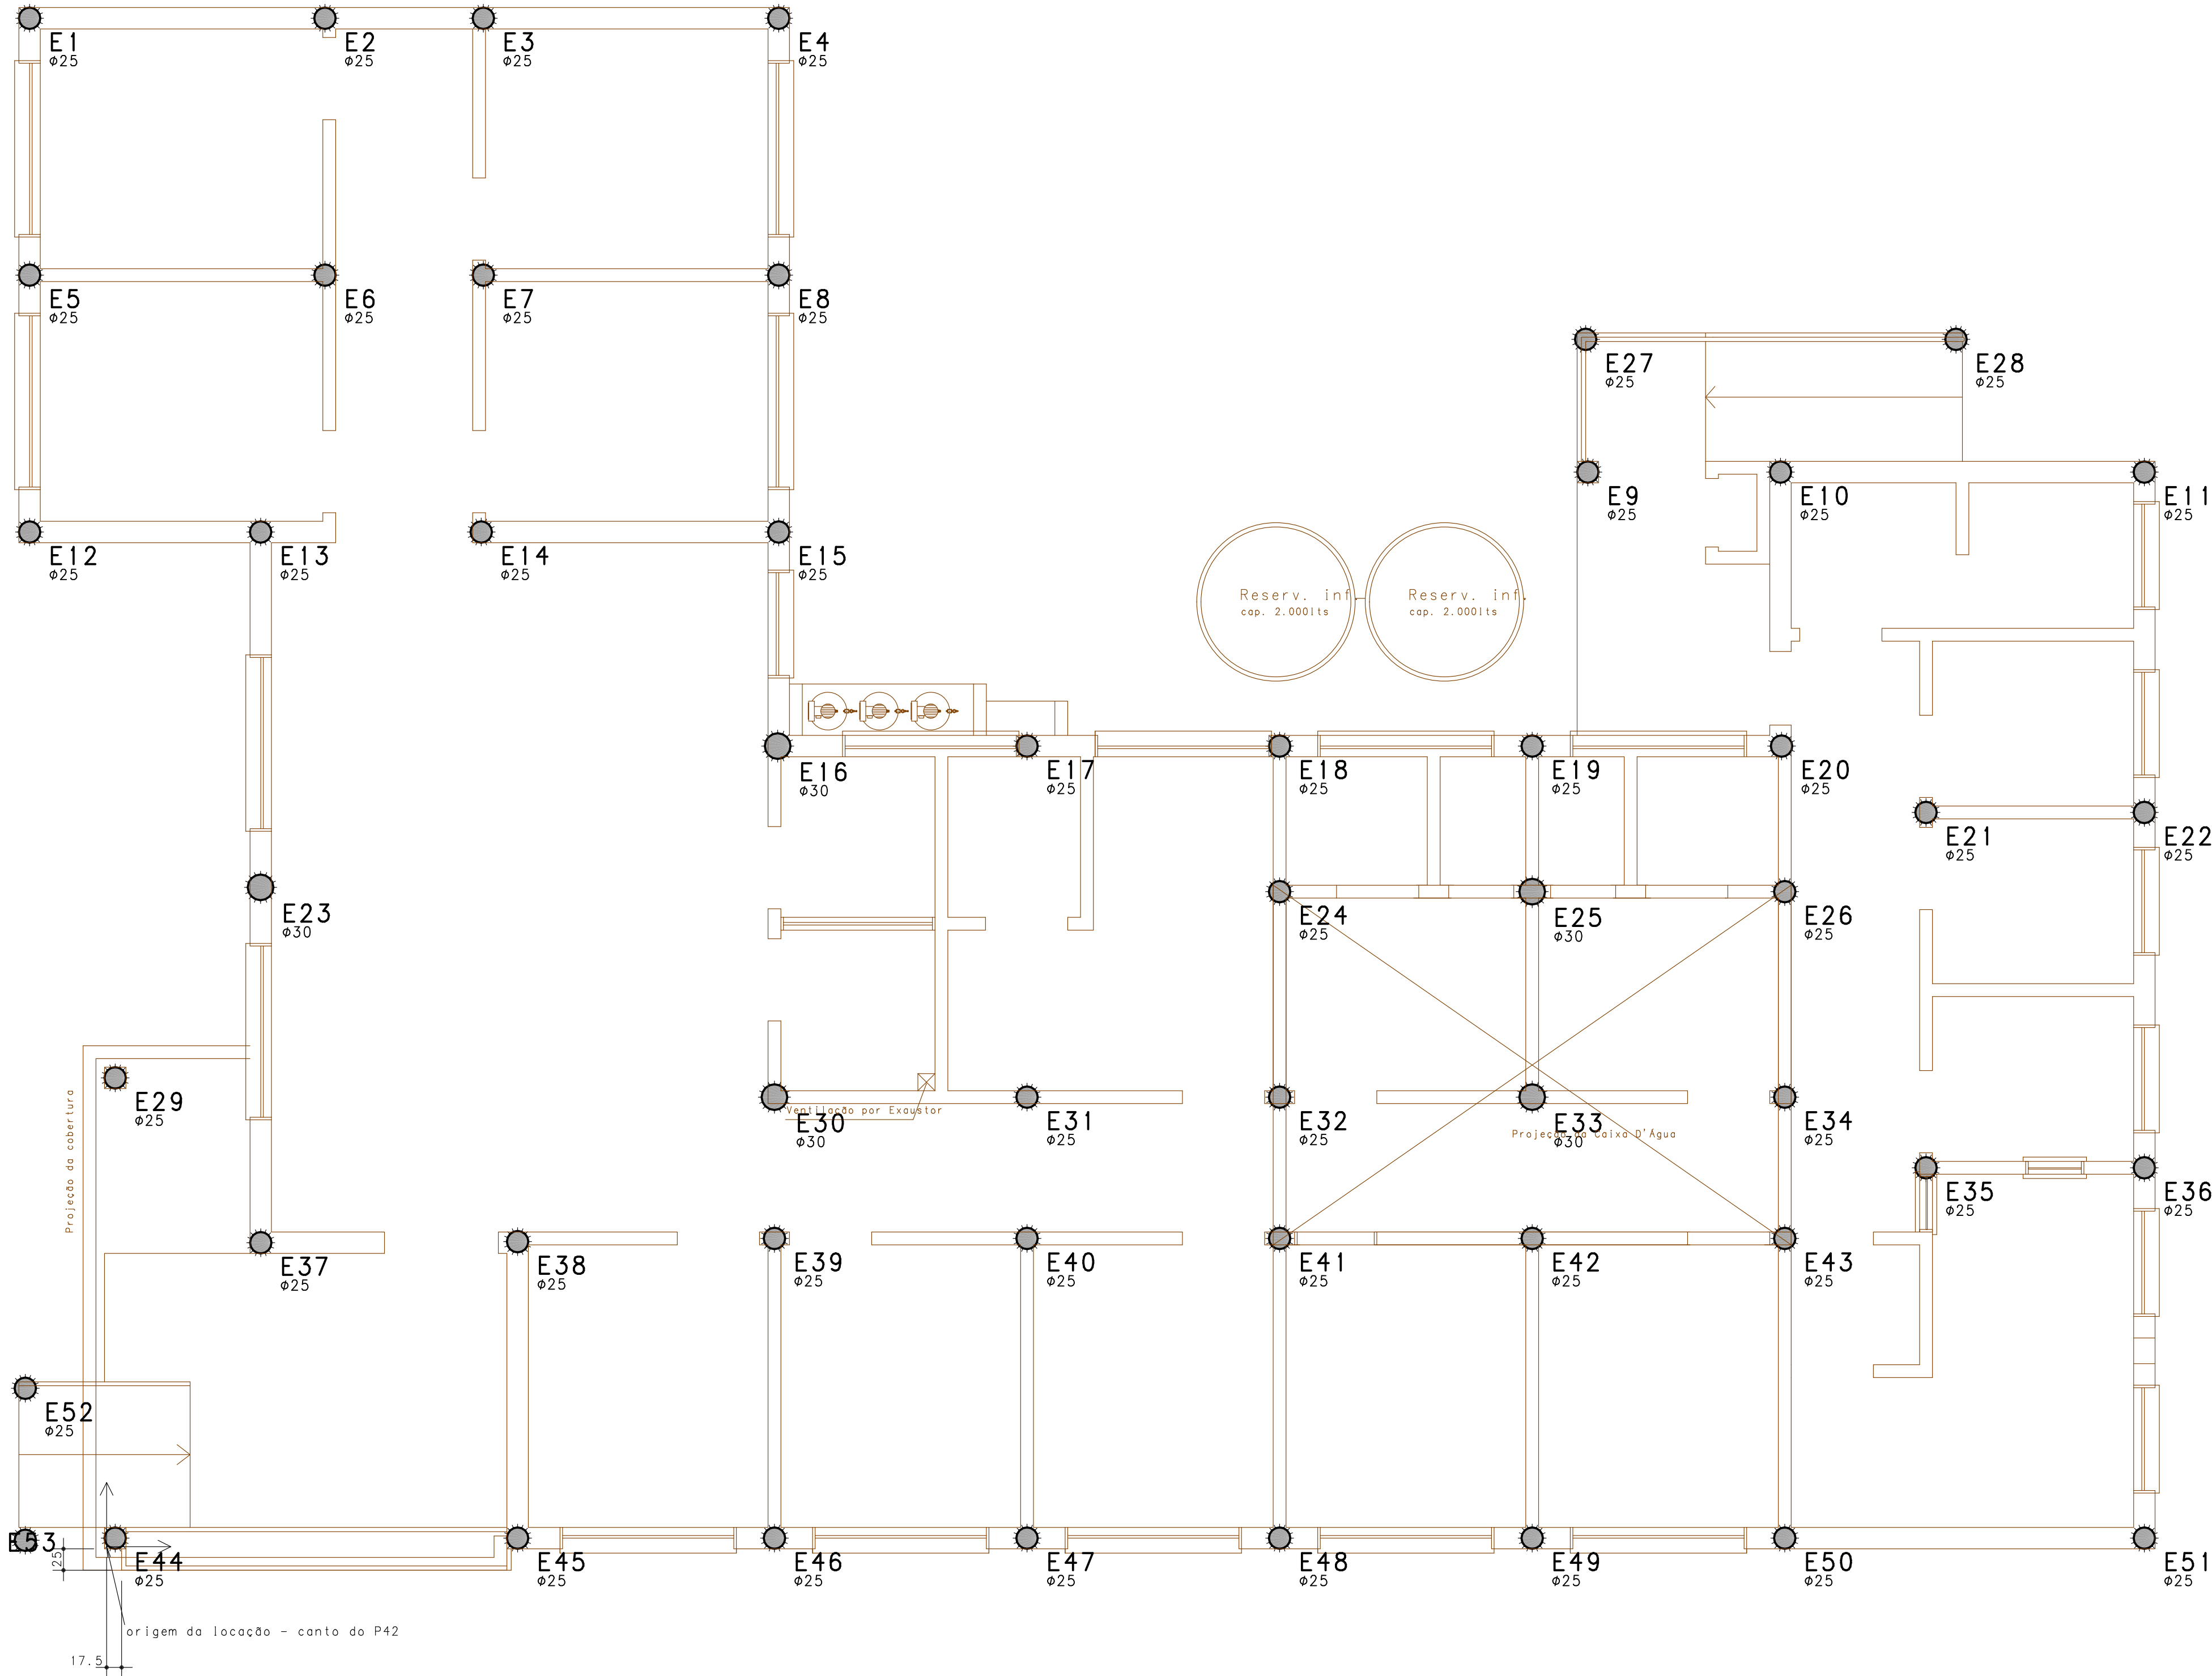 E1
φ25
E2
φ25
E3
φ25
E4
φ25
E5
φ25
E6
φ25
E7
φ25
E8
φ25
E27
φ25
E28
φ25
E9
φ25
E10
φ25
E11
φ25
E12
φ25
E13
φ25
E14
φ25
E15
φ25
Reserv. inf.
cap. 2.000lts
Reserv. inf.
cap. 2.000lts
E16
φ30
E17
φ25
E18
φ25
E19
φ25
E20
φ25
E21
φ25
E22
φ25
E23
φ30
E24
φ25
E25
φ30
E26
φ25
E29
φ25
Projeção da cobertura
Ventilação por Exaustor
E30
φ30
E31
φ25
E32
φ25
E33
φ30
Projeção da Caixa D'Água
E34
φ25
E35
φ25
E36
φ25
E37
φ25
E38
φ25
E39
φ25
E40
φ25
E41
φ25
E42
φ25
E43
φ25
E52
φ25
E53
25
E44
φ25
E45
φ25
E46
φ25
E47
φ25
E48
φ25
E49
φ25
E50
φ25
E51
φ25
origem da locação - canto do P42
17.5